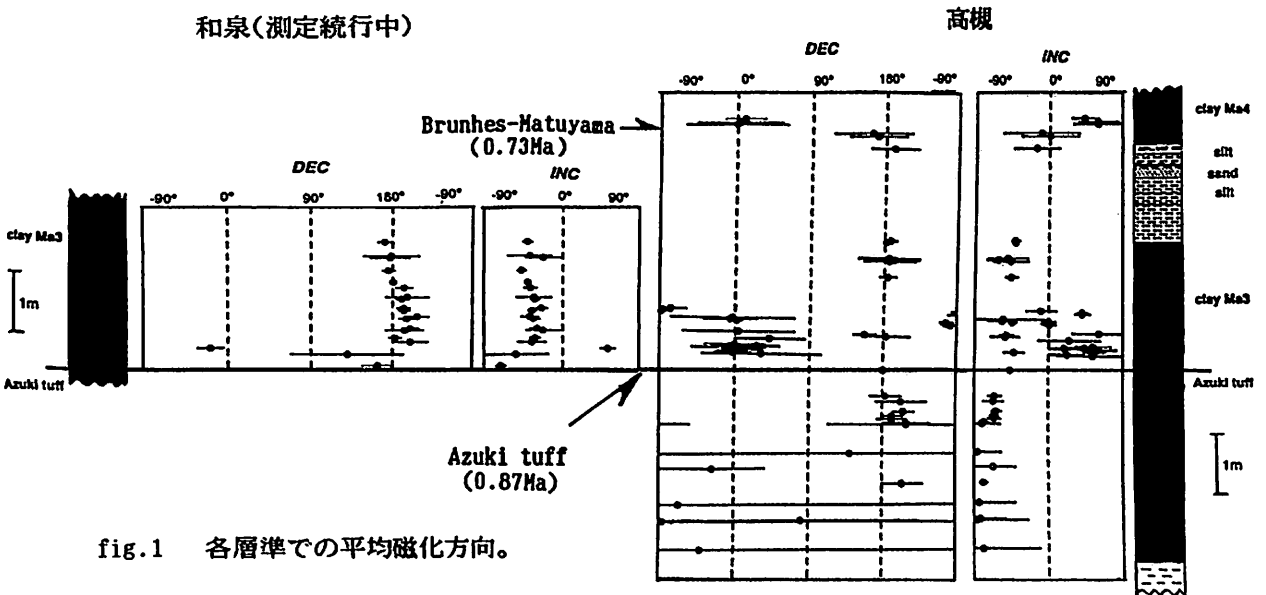 和泉(測定続行中)
高槻
DEC
INC
-90° 0° 90° 180° -90°
-90° 0° 90°
clay Ma4
Brunhes-Matuyama
(0.73Ma)
silt
sand
silt
DEC
INC
-90° 0° 90° 180° -90°
-90° 0° 90°
clay Ma3
1m
clay Ma3
Azuki tuff
Azuki tuff
Azuki tuff
(0.87Ma)
1m
fig.1 各層準での平均磁化方向。